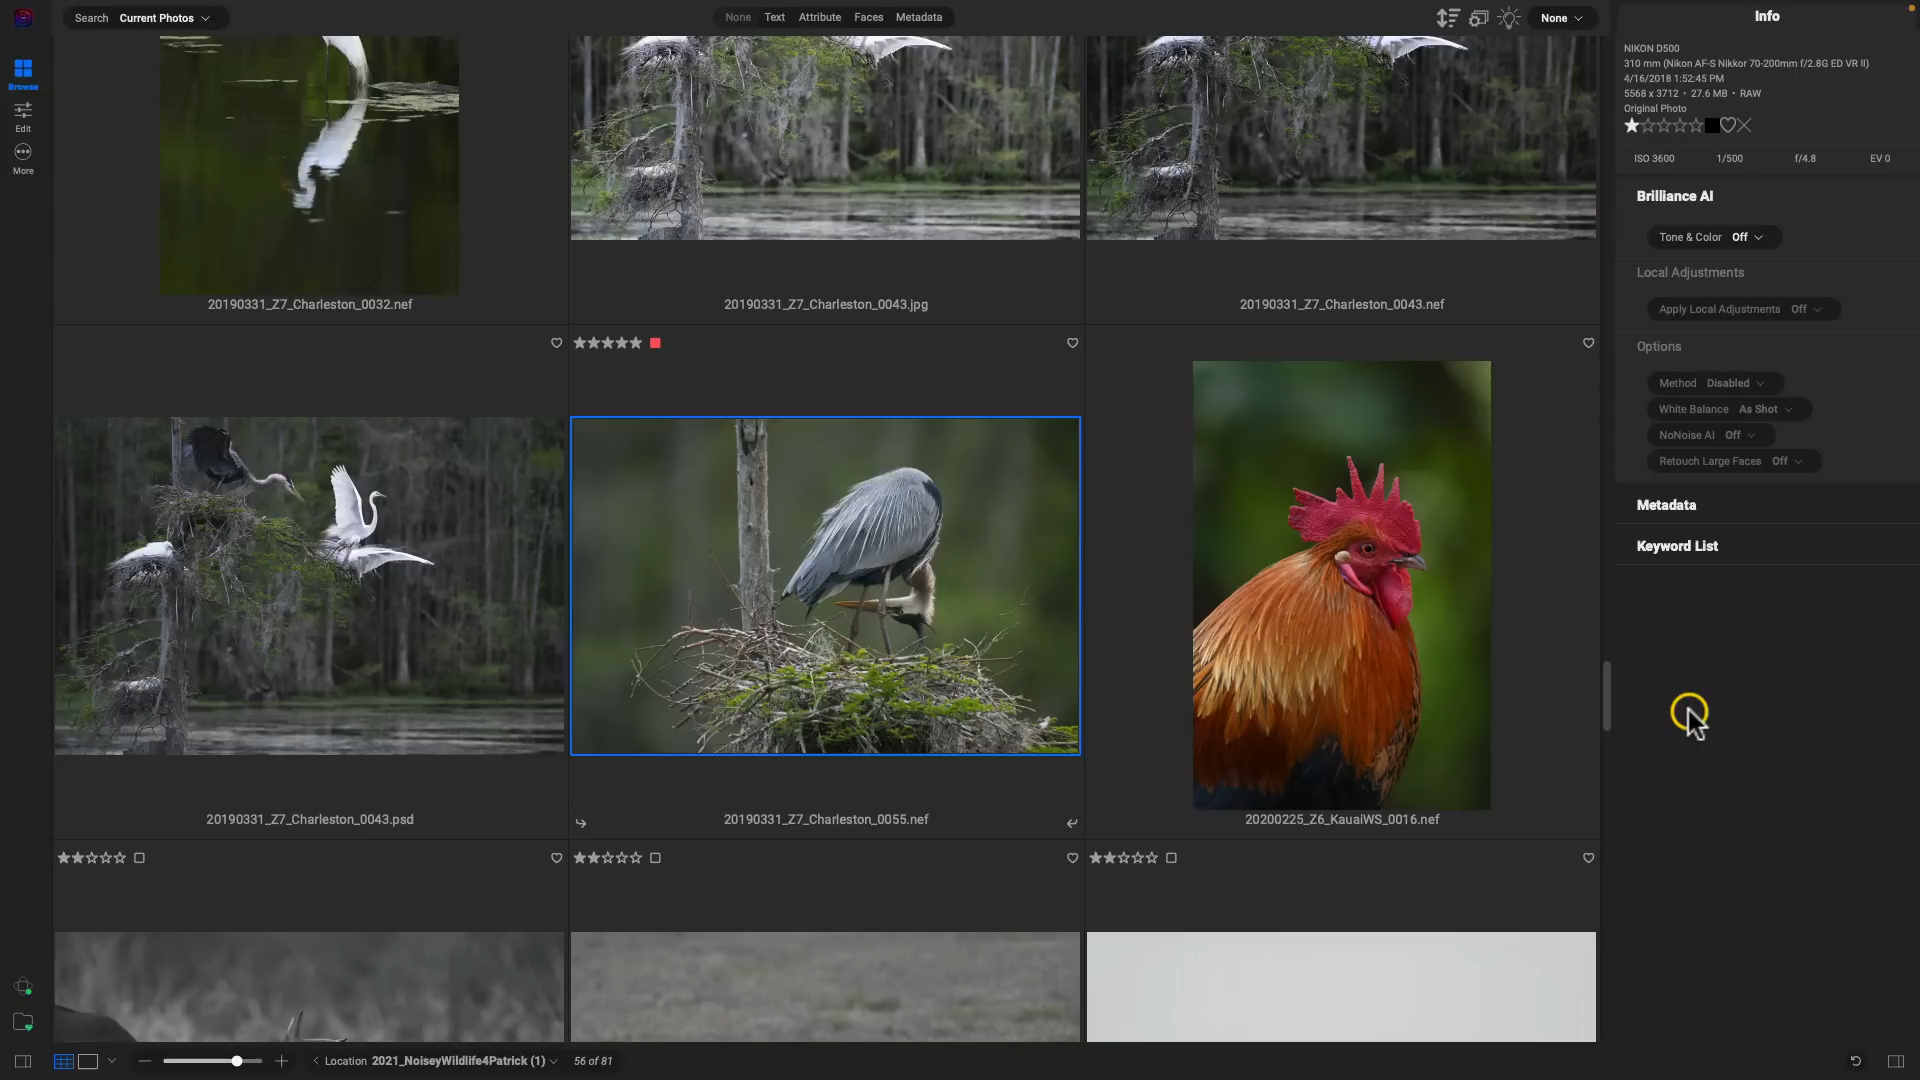 Search Current Photos
None Text Attribute Faces Metadata
None
Info
Browse
Edit
More
NIKON D500
310 mm (Nikon AF-S Nikkor 70-200mm f/2.8G ED VR II)
4/16/2018 1:52:45 PM
5568 x 3712 • 27.6 MB • RAW
Original Photo
ISO 3600 1/500 f/4.8 EV 0
Brilliance AI
Tone & Color Off
Local Adjustments
Apply Local Adjustments Off
Options
Method Disabled
White Balance As Shot
NoNoise AI Off
Retouch Large Faces Off
Metadata
Keyword List
20190331_Z7_Charleston_0032.nef
20190331_Z7_Charleston_0043.jpg
20190331_Z7_Charleston_0043.nef
20190331_Z7_Charleston_0043.psd
20190331_Z7_Charleston_0055.nef
20200225_Z6_KauaiWS_0016.nef
Location 2021_NoiseyWildlife4Patrick (1) 56 of 81